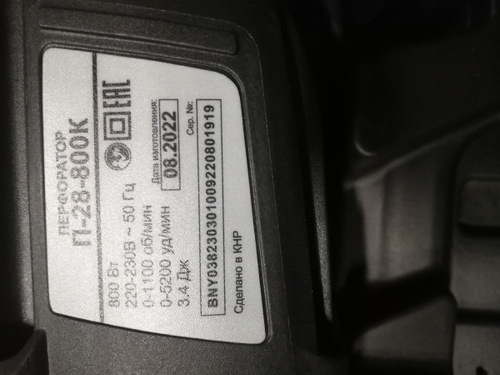 ПЕРФОРАТОР
П-28-800К
EAC
800 Вт
220-230В ~ 50 Гц
0-1100 об/мин
0-5200 уд/мин
3.4 Дж
Дата изготовления:
08.2022
Сер. №:
BNY038230301009220801919
Сделано в КНР